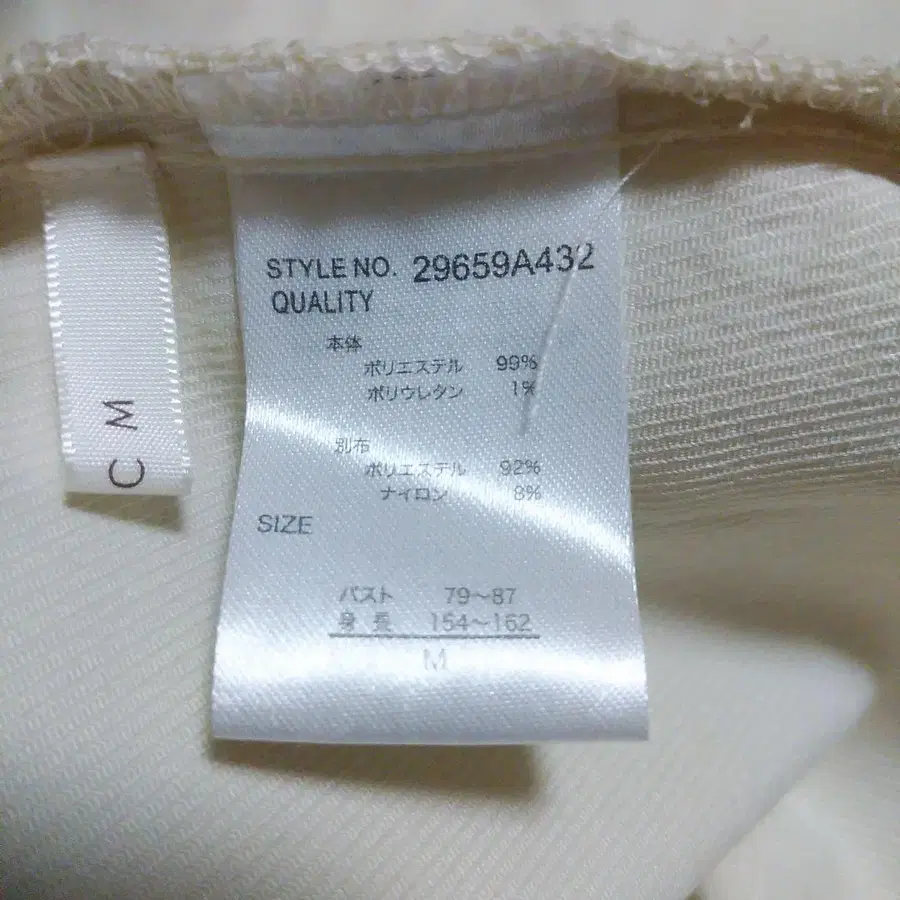 STYLE NO. 29659A432
QUALITY
本体
ポリエステル 99%
ポリウレタン 1%
別布
ポリエステル 92%
ナイロン 8%
SIZE
バスト 79～87
身長 154～162
M
C M